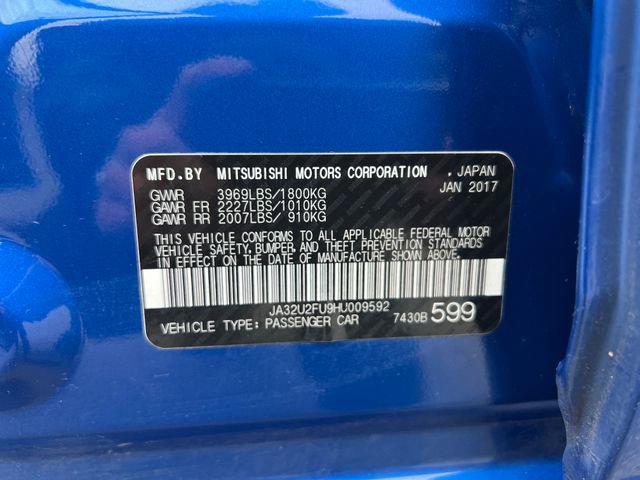 MFD.BY MITSUBISHI MOTORS CORPORATION . JAPAN
GVWR 3969LBS/1800KG JAN 2017
GAWR FR 2227LBS/1010KG
GAWR RR 2007LBS/ 910KG
THIS VEHICLE CONFORMS TO ALL APPLICABLE FEDERAL MOTOR
VEHICLE SAFETY, BUMPER, AND THEFT PREVENTION STANDARDS
IN EFFECT ON THE DATE OF MANUFACTURE SHOWN ABOVE.
JA32U2FU9HU009592
VEHICLE TYPE: PASSENGER CAR 7430B 599